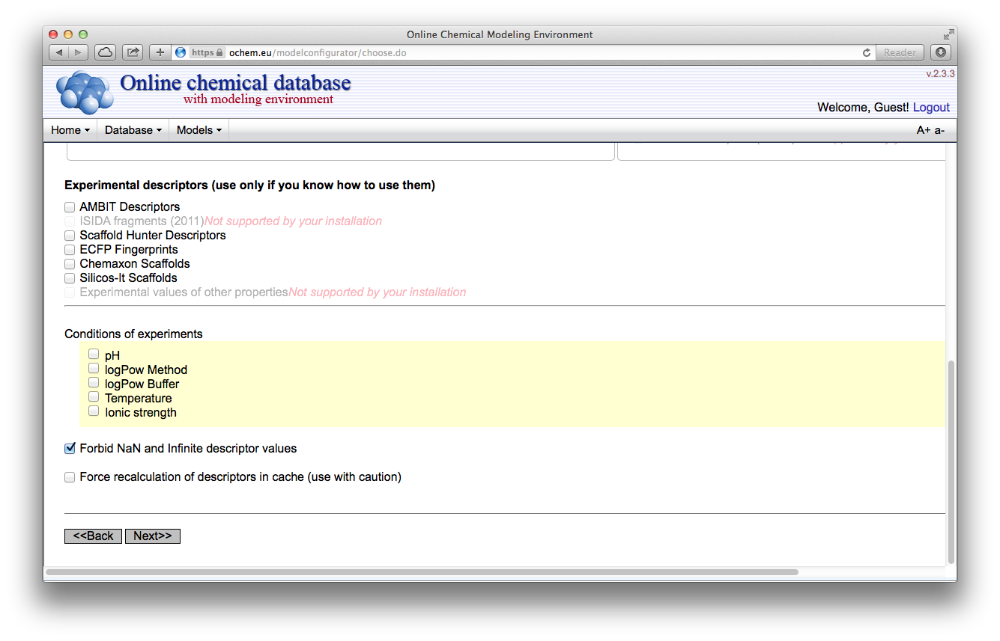 Online Chemical Modeling Environment
https ochem.eu/modelconfigurator/choose.do Reader
v.2.3.3
Online chemical database
with modeling environment
Welcome, Guest! Logout
Home Database Models A+ a-
Experimental descriptors (use only if you know how to use them)
AMBIT Descriptors
ISIDA fragments (2011)Not supported by your installation
Scaffold Hunter Descriptors
ECFP Fingerprints
Chemaxon Scaffolds
Silicos-It Scaffolds
Experimental values of other propertiesNot supported by your installation
Conditions of experiments
pH
logPow Method
logPow Buffer
Temperature
Ionic strength
Forbid NaN and Infinite descriptor values
Force recalculation of descriptors in cache (use with caution)
<<Back Next>>